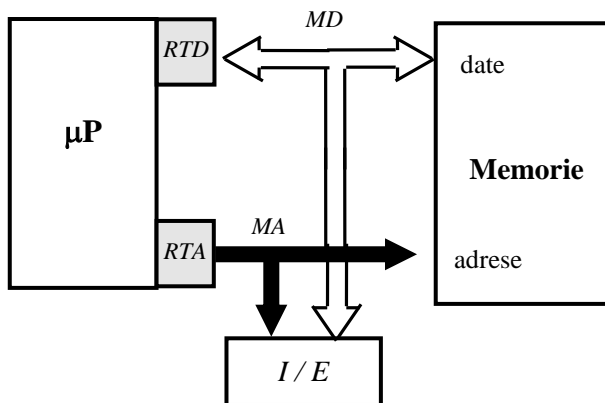 MD
RTD
date
μP
Memorie
MA
RTA
adrese
I / E